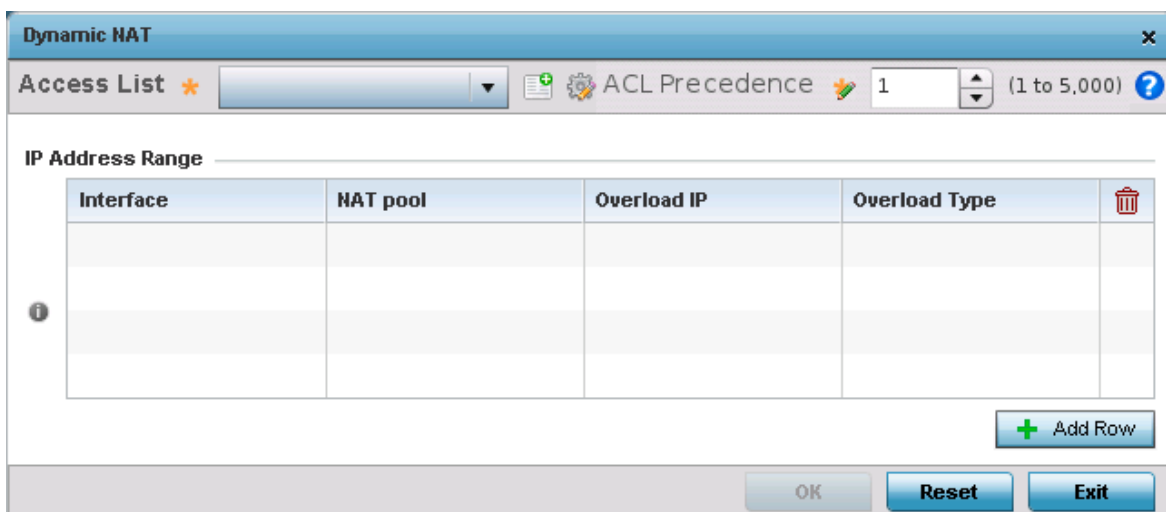 Dynamic NAT
Access List * ACL Precedence 1 (1 to 5,000) ?
IP Address Range
Interface NAT pool Overload IP Overload Type
+ Add Row
OK Reset Exit